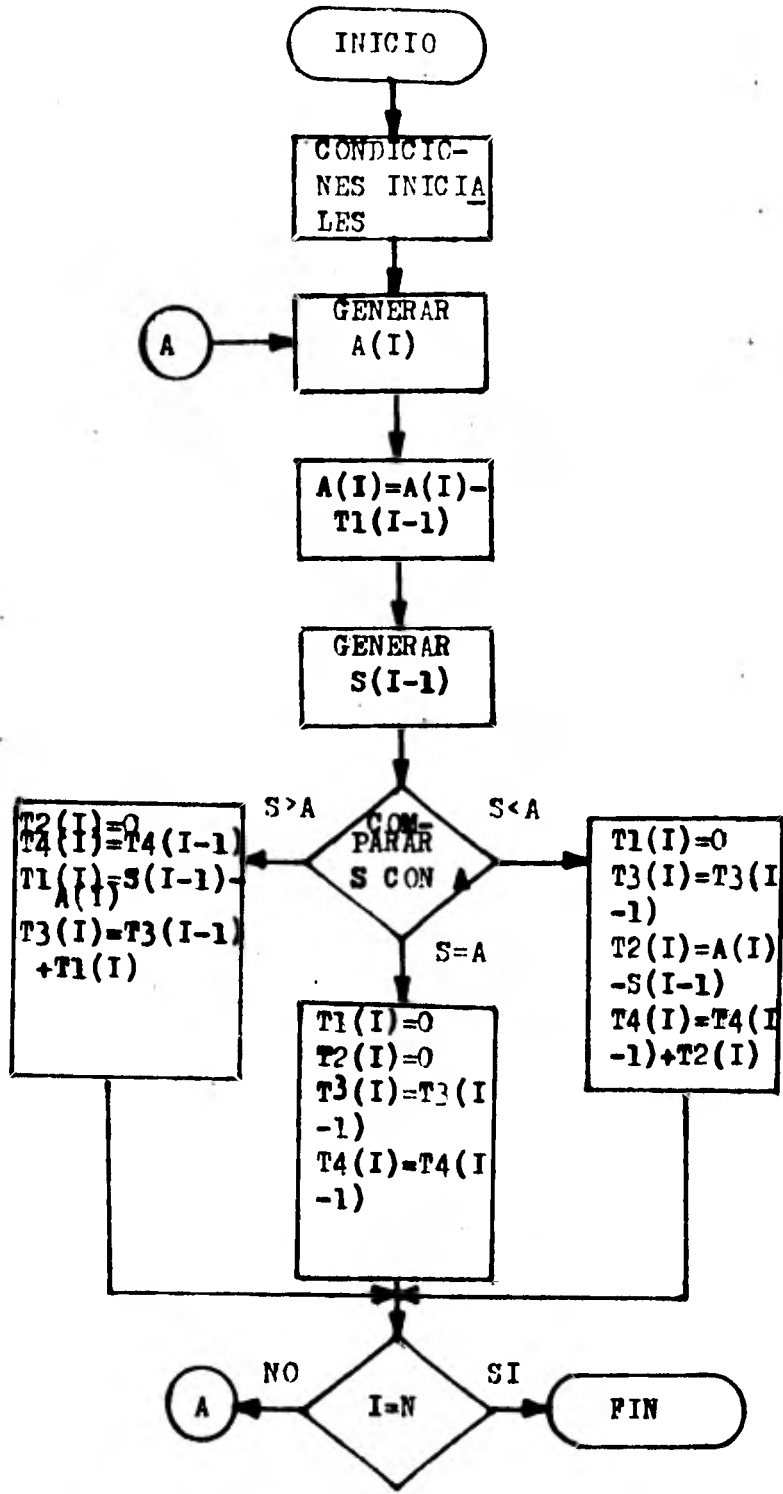 INICIO
CONDICIO-
NES INICIA
LES
A
GENERAR
A(I)
A(I)=A(I)-
T1(I-1)
GENERAR
S(I-1)
S>A
COM-
PARAR
S CON A
S<A
S=A
T2(I)=0
T4(I)=T4(I-1)
T1(I)=S(I-1)-
A(I)
T3(I)=T3(I-1)
+T1(I)
T1(I)=0
T2(I)=0
T3(I)=T3(I
-1)
T4(I)=T4(I
-1)
T1(I)=0
T3(I)=T3(I
-1)
T2(I)=A(I)
-S(I-1)
T4(I)=T4(I
-1)+T2(I)
A
NO
I=N
SI
FIN